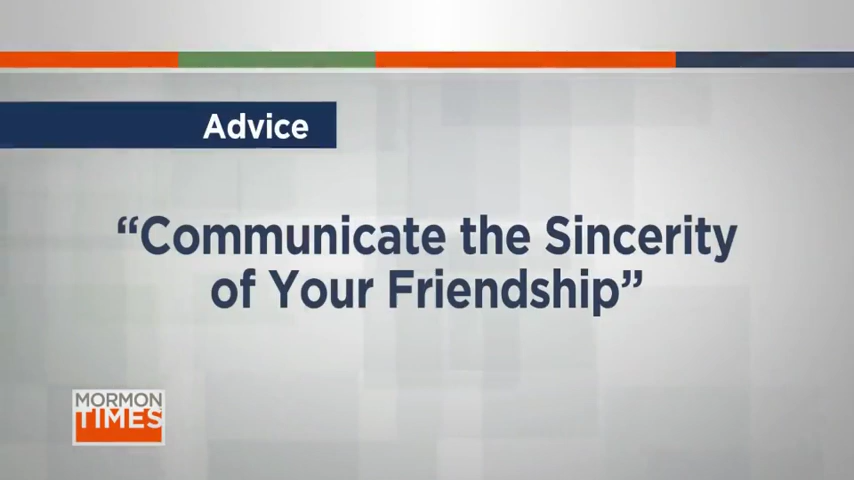 Advice
“Communicate the Sincerity
of Your Friendship”
MORMON
TIMES